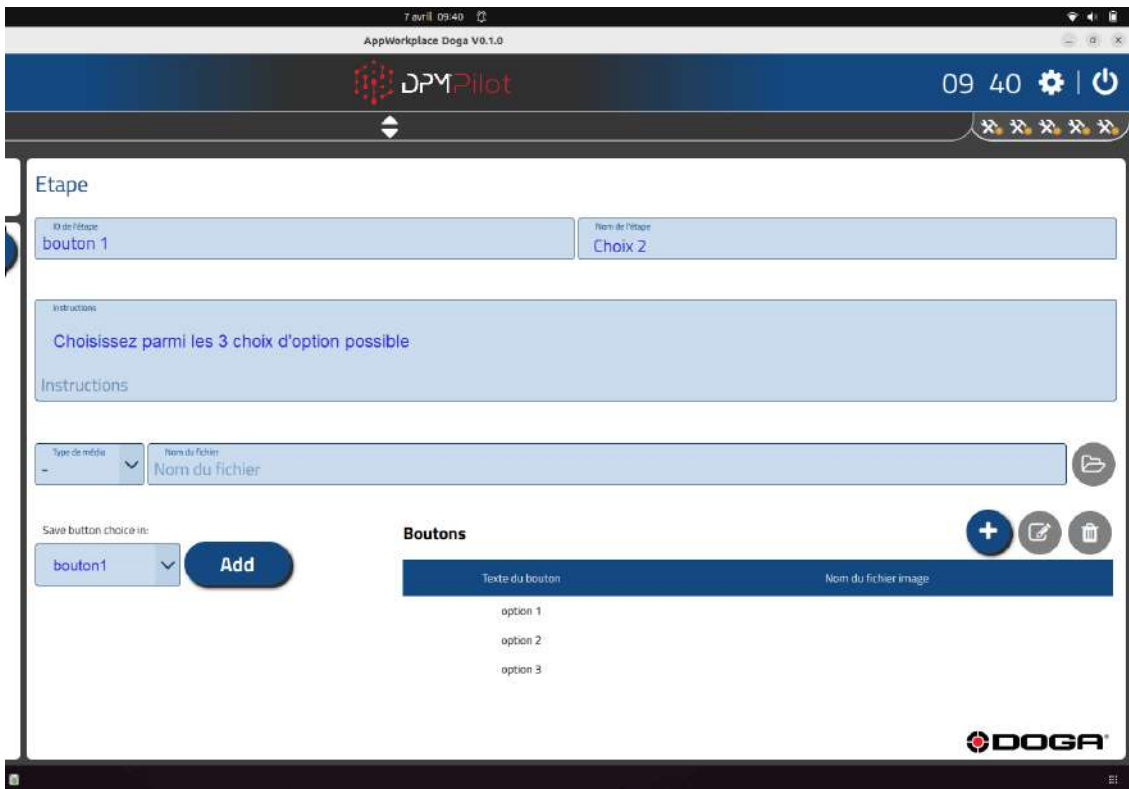 7 avril 09:40
AppWorkplace Doga V0.1.0
DPMPilot
09 40
Etape
ID de l'étape
bouton 1
Nom de l'étape
Choix 2
Instructions
Choisissez parmi les 3 choix d'option possible
Instructions
Type de média
-
Nom du fichier
Nom du fichier
Save button choice in:
bouton1
Add
Boutons
Texte du bouton
Nom du fichier image
option 1
option 2
option 3
DOGA